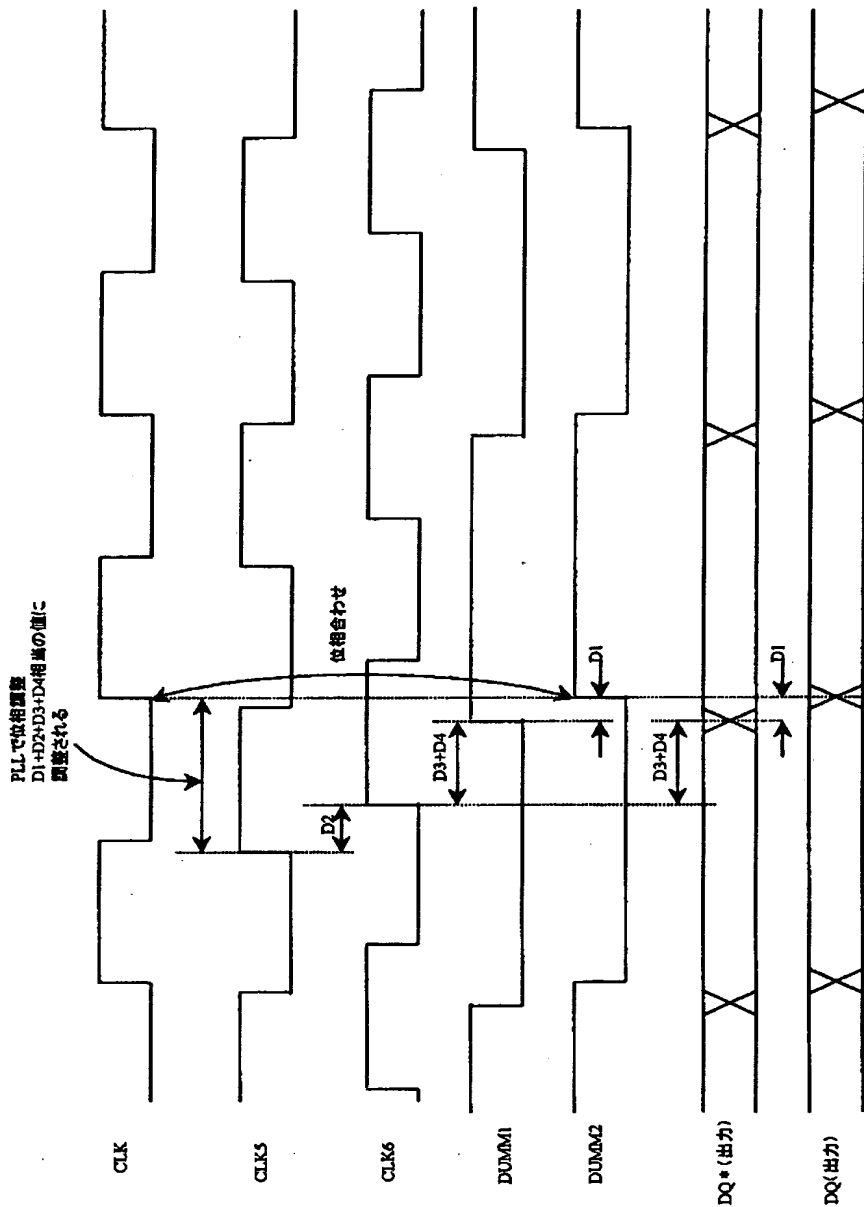 PLLで位相調整
D1+D2+D3+D4相当の値に
調整される
CLK
CLK5
D2
位相合わせ
CLK6
D3+D4
DUMM1
D1
DUMM2
D3+D4
DQ*(出力)
D1
DQ(出力)